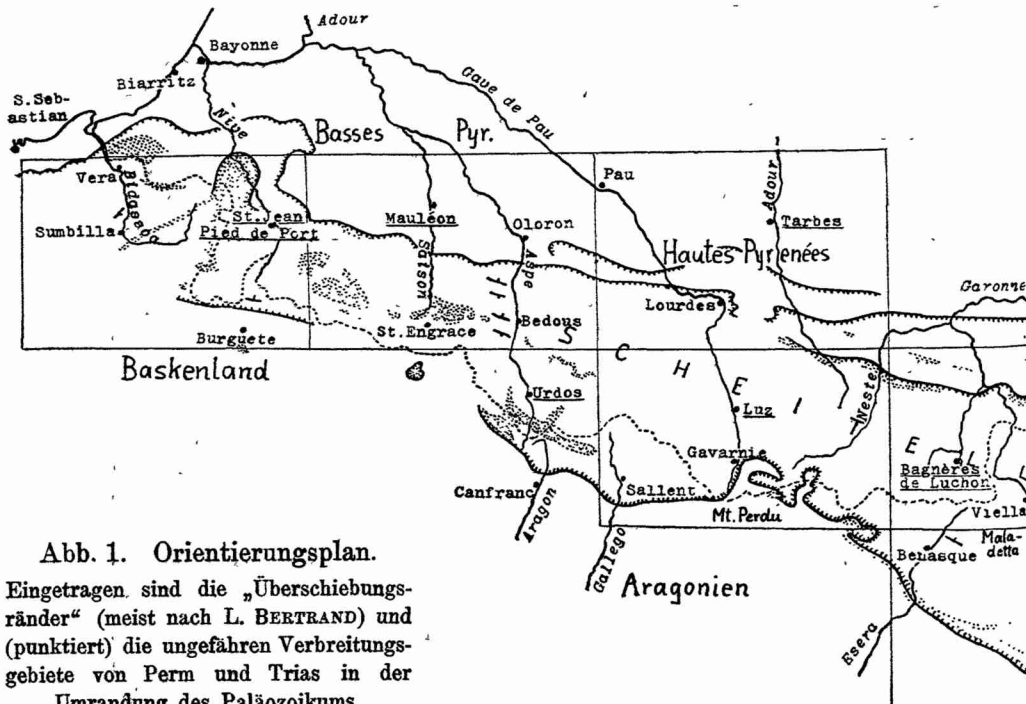 Adour
Bayonne
Biarritz
S.Seb-
astian
Nive
Basses
Pyr.
Gave de Pau
Vera
Bidassoa
Sumbilla
St.Jean
Pied de Port
Mauléon
Saison
Oloron
Aspe
Pau
Adour
Tarbes
Hautes-Pyrenées
Lourdes
Garonne
Burguete
St.Engrace
Bedous
Baskenland
S C H E I E L L
Urdos
Luz
Neste
Gavarnie
Bagnères
de Luchon
Canfranc
Aragon
Sallent
Gallego
Mt. Perdu
Viella
Mala-
detta
Benasque
Aragonien
Esera
Abb. 1. Orientierungsplan.
Eingetragen sind die „Überschiebungs-
ränder“ (meist nach L. BERTRAND) und
(punktiert) die ungefähren Verbreitungs-
gebiete von Perm und Trias in der
Umrandung des Paläozoikums